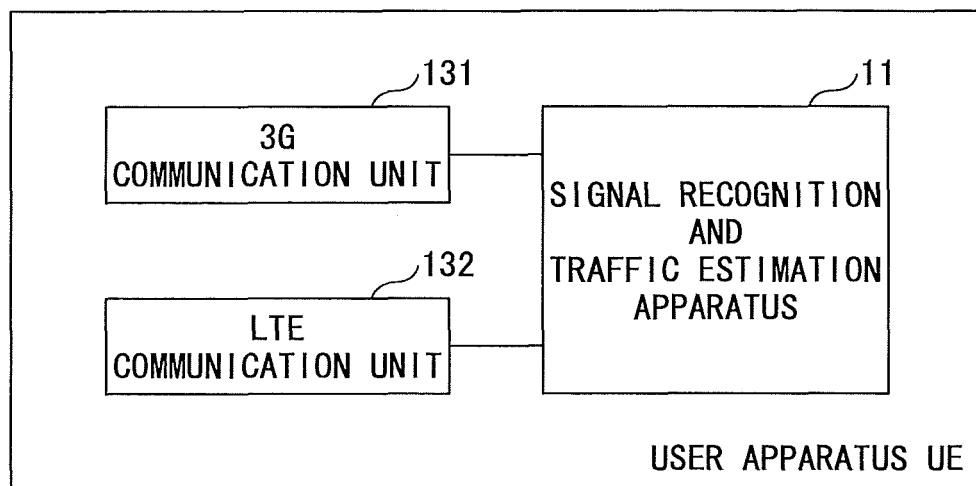 131
3G
COMMUNICATION UNIT
132
LTE
COMMUNICATION UNIT
11
SIGNAL RECOGNITION
AND
TRAFFIC ESTIMATION
APPARATUS
USER APPARATUS UE